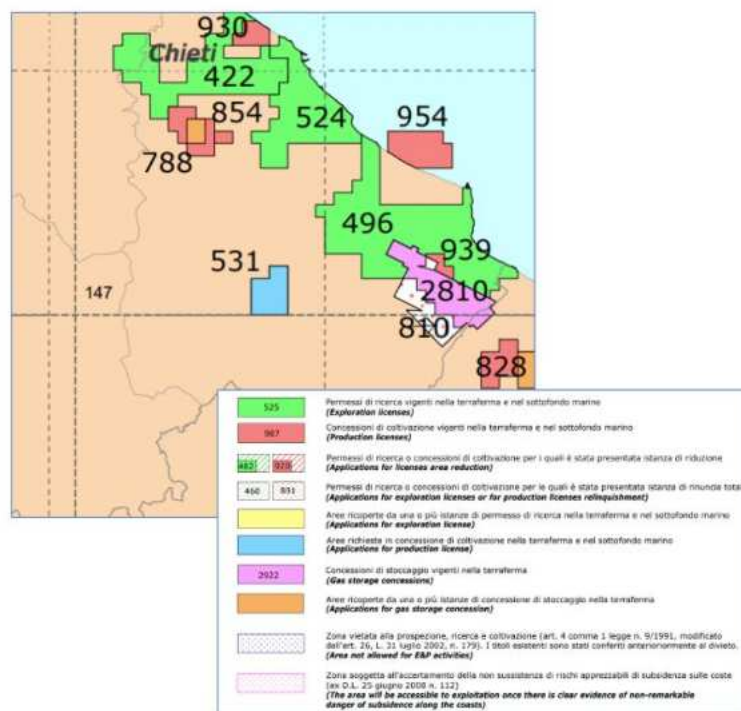 930
Chieti
422
854
524
954
788
496
531
939
147
2810
810
828
525
Permessi di ricerca vigenti nella terraferma e nel sottofondo marino
(Exploration licenses)
967
Concessioni di coltivazione vigenti nella terraferma e nel sottofondo marino
(Production licenses)
Permessi di ricerca o concessioni di coltivazione per i quali è stata presentata istanza di riduzione
(Applications for licenses area reduction)
Permessi di ricerca o concessioni di coltivazione per le quali è stata presentata istanza di rinuncia total
(Applications for exploration licenses or for production licenses relinquishment)
Aree ricoperte da una o più istanze di permesso di ricerca nella terraferma e nel sottofondo marino
(Applications for exploration license)
Aree richieste in concessione di coltivazione nella terraferma e nel sottofondo marino
(Applications for production license)
2922
Concessioni di stoccaggio vigenti nella terraferma
(Gas storage concessions)
Aree ricoperte da una o più istanze di concessione di stoccaggio nella terraferma
(Applications for gas storage concession)
Zona vietata alla prospezione, ricerca e coltivazione (art. 4 comma 1 legge n. 9/1991, modificato
dall'art. 26, L. 31 luglio 2002, n. 179). I titoli esistenti sono stati conferiti anteriormente al divieto.
(Area not allowed for E&P activities)
Zona soggetta all'accertamento della non sussistenza di rischi apprezzabili di subsidenza sulle coste
(ex D.L. 25 giugno 2008 n. 112)
(The area will be accessible to exploitation once there is clear evidence of non-remarkable
danger of subsidence along the coasts)